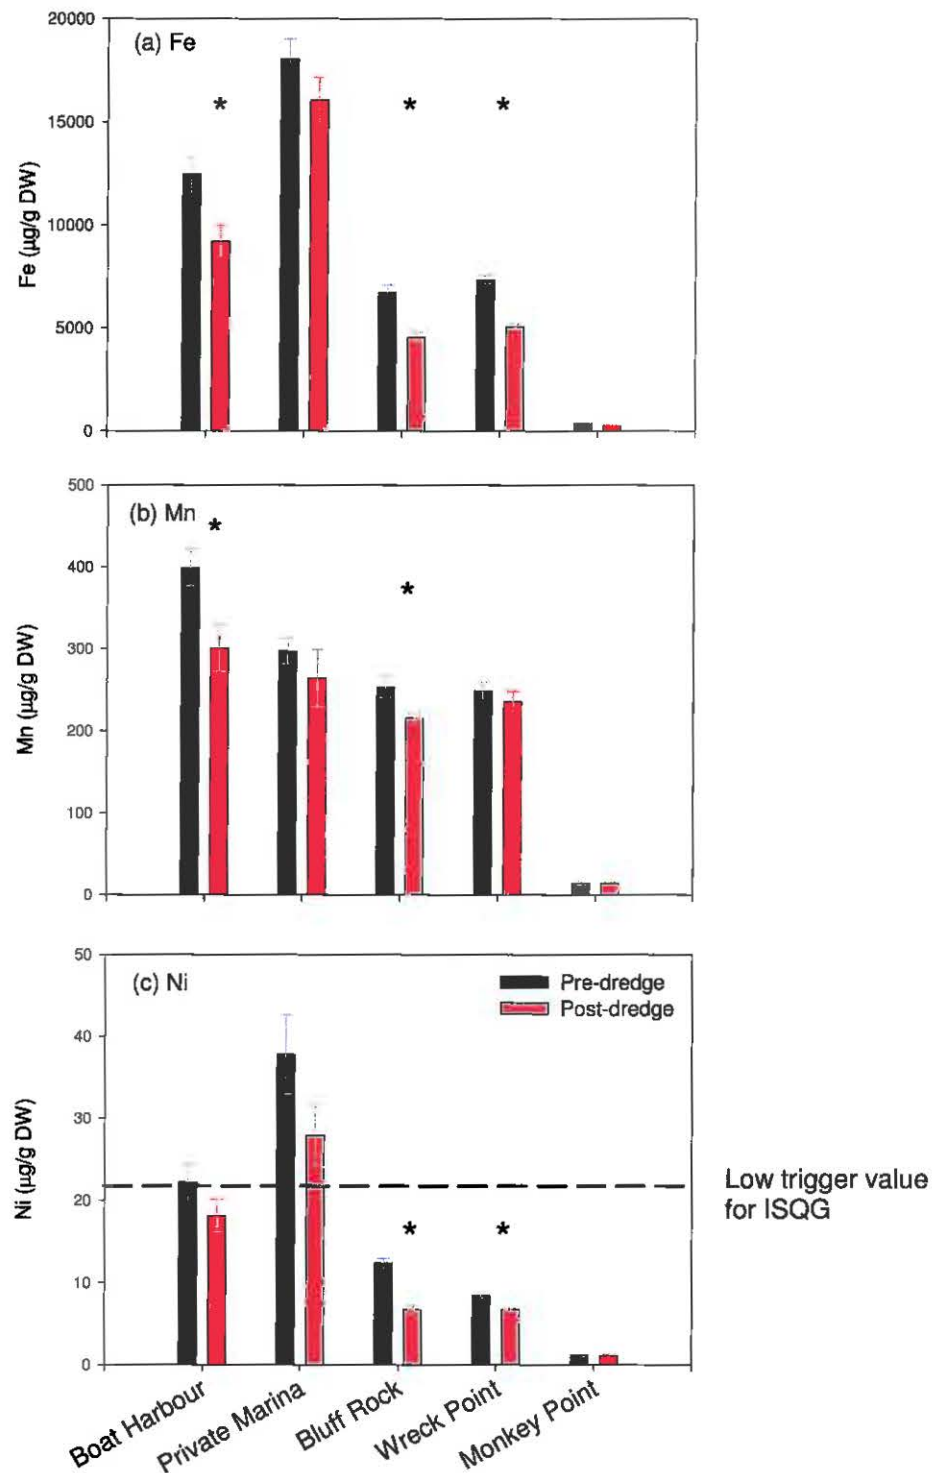 (a) Fe
20000
15000
10000
5000
0
Fe (µg/g DW)
*
*
*
(b) Mn
500
400
300
200
100
0
Mn (µg/g DW)
*
*
(c) Ni
50
40
30
20
10
0
Ni (µg/g DW)
Pre-dredge
Post-dredge
*
*
Low trigger value
for ISQG
Boat Harbour
Private Marina
Bluff Rock
Wreck Point
Monkey Point